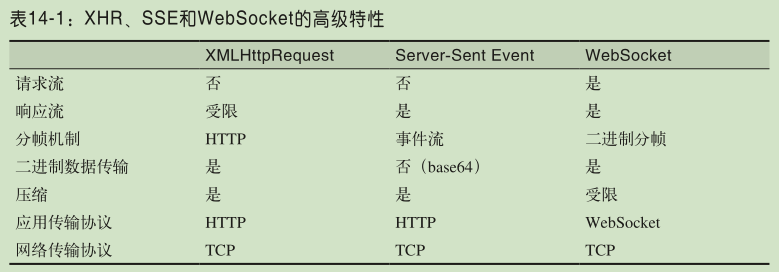 表14-1：XHR、SSE和WebSocket的高级特性
XMLHttpRequest Server-Sent Event WebSocket
请求流 否 否 是
响应流 受限 是 是
分帧机制 HTTP 事件流 二进制分帧
二进制数据传输 是 否（base64） 是
压缩 是 是 受限
应用传输协议 HTTP HTTP WebSocket
网络传输协议 TCP TCP TCP